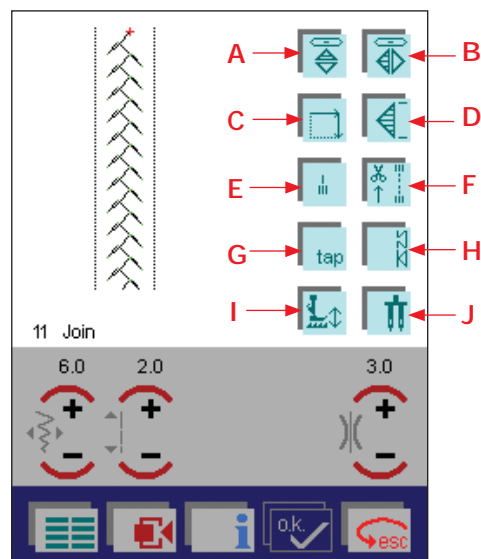 A
B
C
D
E
F
G
tap
H
I
J
11 Join
6.0 2.0 3.0
+ + +
− − −
i
o.k.
esc